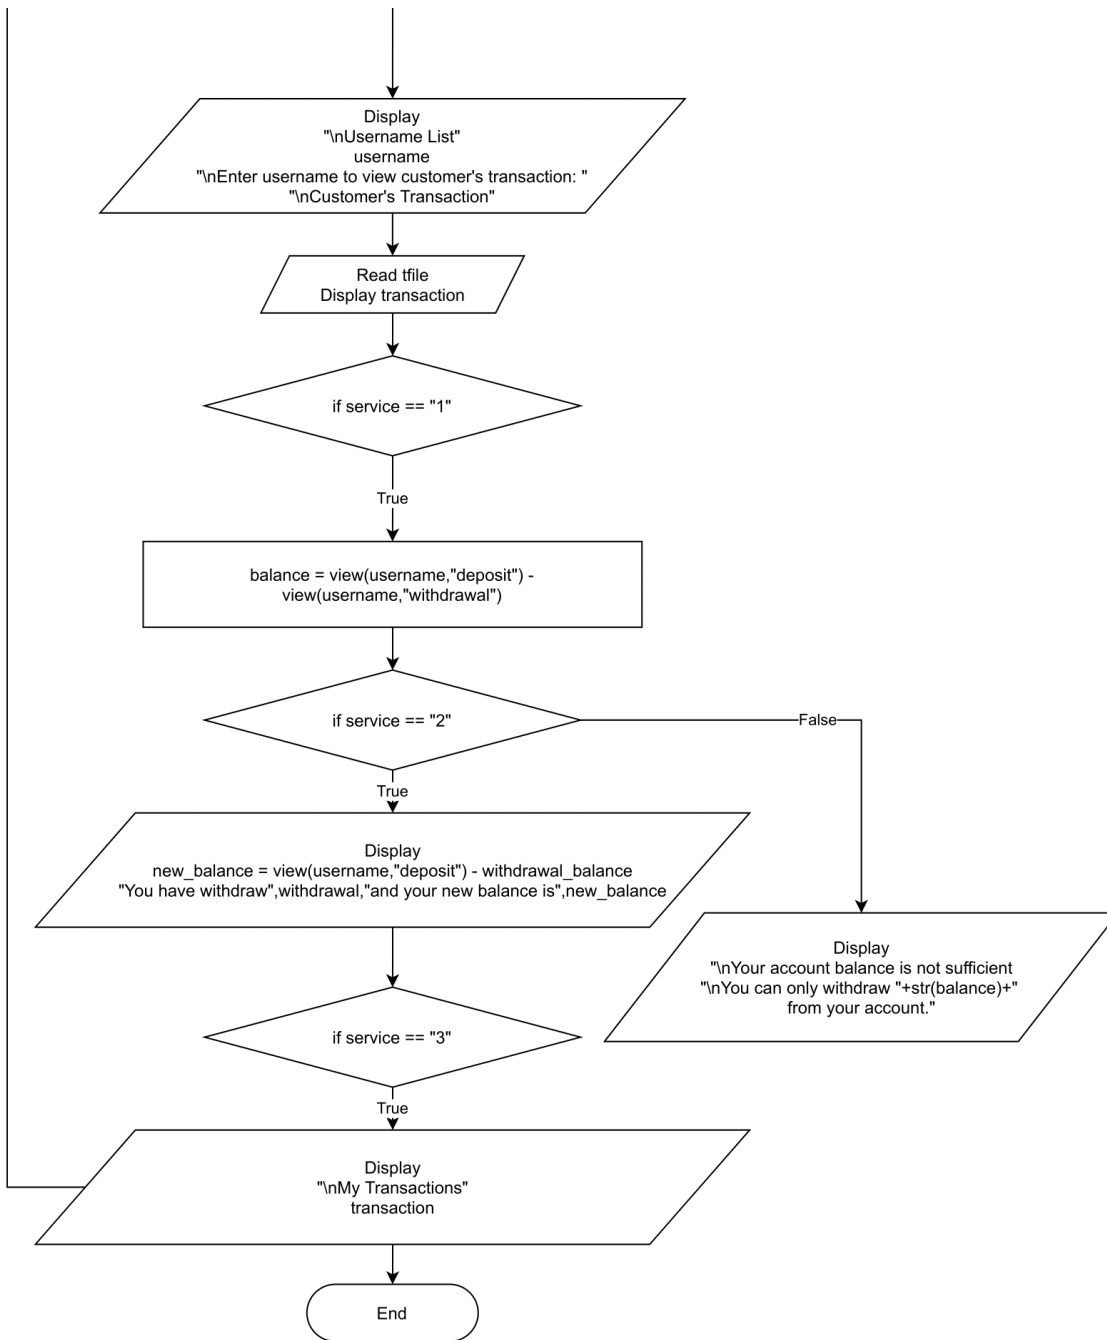 Display
"\nUsername List"
username
"\nEnter username to view customer's transaction: "
"\nCustomer's Transaction"
Read tfile
Display transaction
if service == "1"
True
balance = view(username,"deposit") -
view(username,"withdrawal")
if service == "2"
False
True
Display
new_balance = view(username,"deposit") - withdrawal_balance
"You have withdraw",withdrawal,"and your new balance is",new_balance
Display
"\nYour account balance is not sufficient
"\nYou can only withdraw "+str(balance)+"
from your account."
if service == "3"
True
Display
"\nMy Transactions"
transaction
End